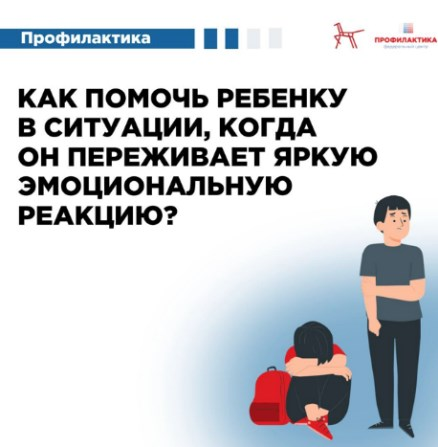 Профилактика
ПРОФИЛАКТИКА
КАК ПОМОЧЬ РЕБЕНКУ
В СИТУАЦИИ, КОГДА
ОН ПЕРЕЖИВАЕТ ЯРКУЮ
ЭМОЦИОНАЛЬНУЮ
РЕАКЦИЮ?